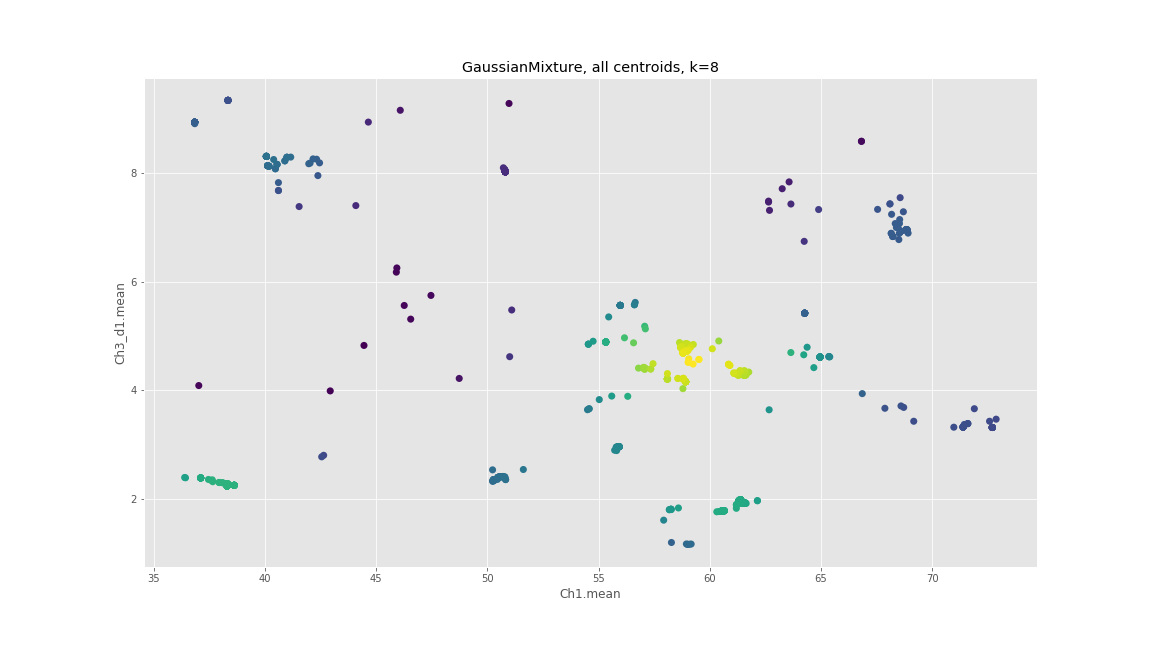 GaussianMixture, all centroids, k=8
8
6
4
2
Ch3_d1.mean
35 40 45 50 55 60 65 70
Ch1.mean